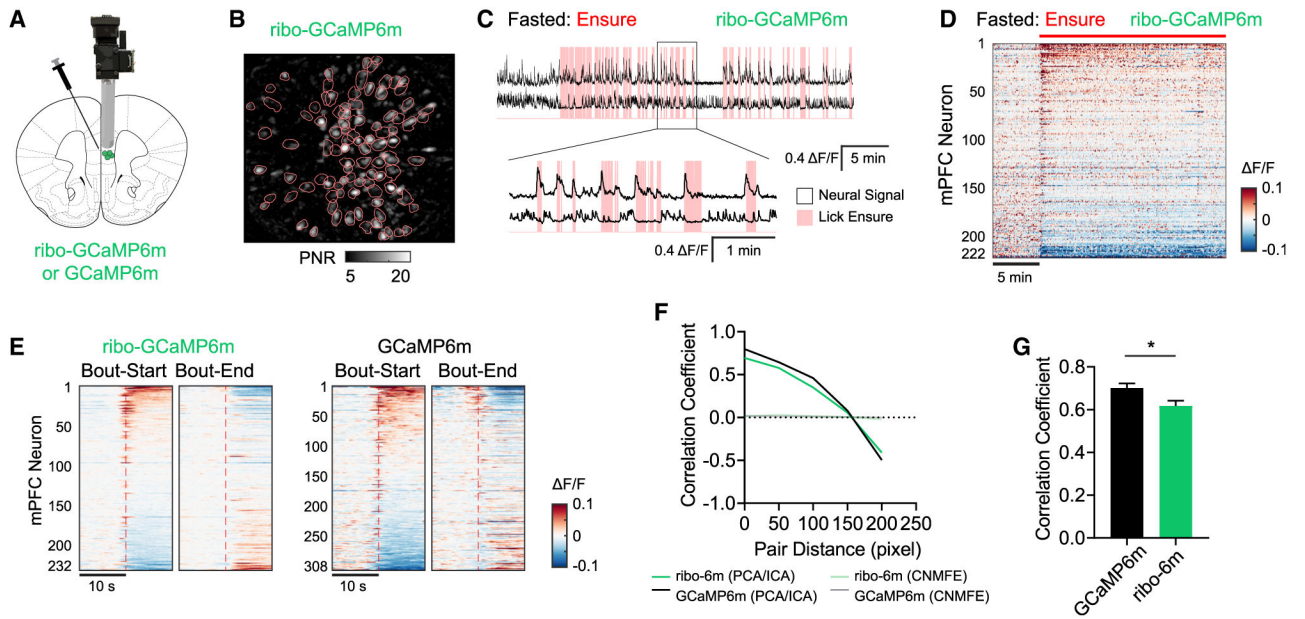 A
ribo-GCaMP6m
or GCaMP6m
B
ribo-GCaMP6m
PNR
5 20
C
Fasted: Ensure ribo-GCaMP6m
0.4 ΔF/F 5 min
Neural Signal
Lick Ensure
0.4 ΔF/F 1 min
D
Fasted: Ensure ribo-GCaMP6m
mPFC Neuron
1
50
100
150
200
222
5 min
ΔF/F
0.1
0
-0.1
E
ribo-GCaMP6m
Bout-Start Bout-End
mPFC Neuron
1
50
100
150
200
232
10 s
GCaMP6m
Bout-Start Bout-End
1
50
100
150
200
250
308
10 s
ΔF/F
0.1
0
-0.1
F
Correlation Coefficient
1.0
0.5
0.0
-0.5
-1.0
0 50 100 150 200 250
Pair Distance (pixel)
ribo-6m (PCA/ICA) ribo-6m (CNMFE)
GCaMP6m (PCA/ICA) GCaMP6m (CNMFE)
G
Correlation Coefficient
0.8
0.6
0.4
0.2
0.0
*
GCaMP6m
ribo-6m